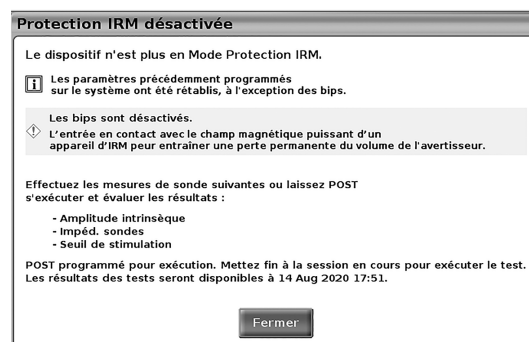 Protection IRM désactivée
Le dispositif n'est plus en Mode Protection IRM.
Les paramètres précédemment programmés
sur le système ont été rétablis, à l'exception des bips.
Les bips sont désactivés.
L'entrée en contact avec le champ magnétique puissant d'un
appareil d'IRM peur entraîner une perte permanente du volume de l'avertisseur.
Effectuez les mesures de sonde suivantes ou laissez POST
s'exécuter et évaluer les résultats :
- Amplitude intrinsèque
- Impéd. sondes
- Seuil de stimulation
POST programmé pour exécution. Mettez fin à la session en cours pour exécuter le test.
Les résultats des tests seront disponibles à 14 Aug 2020 17:51.
Fermer